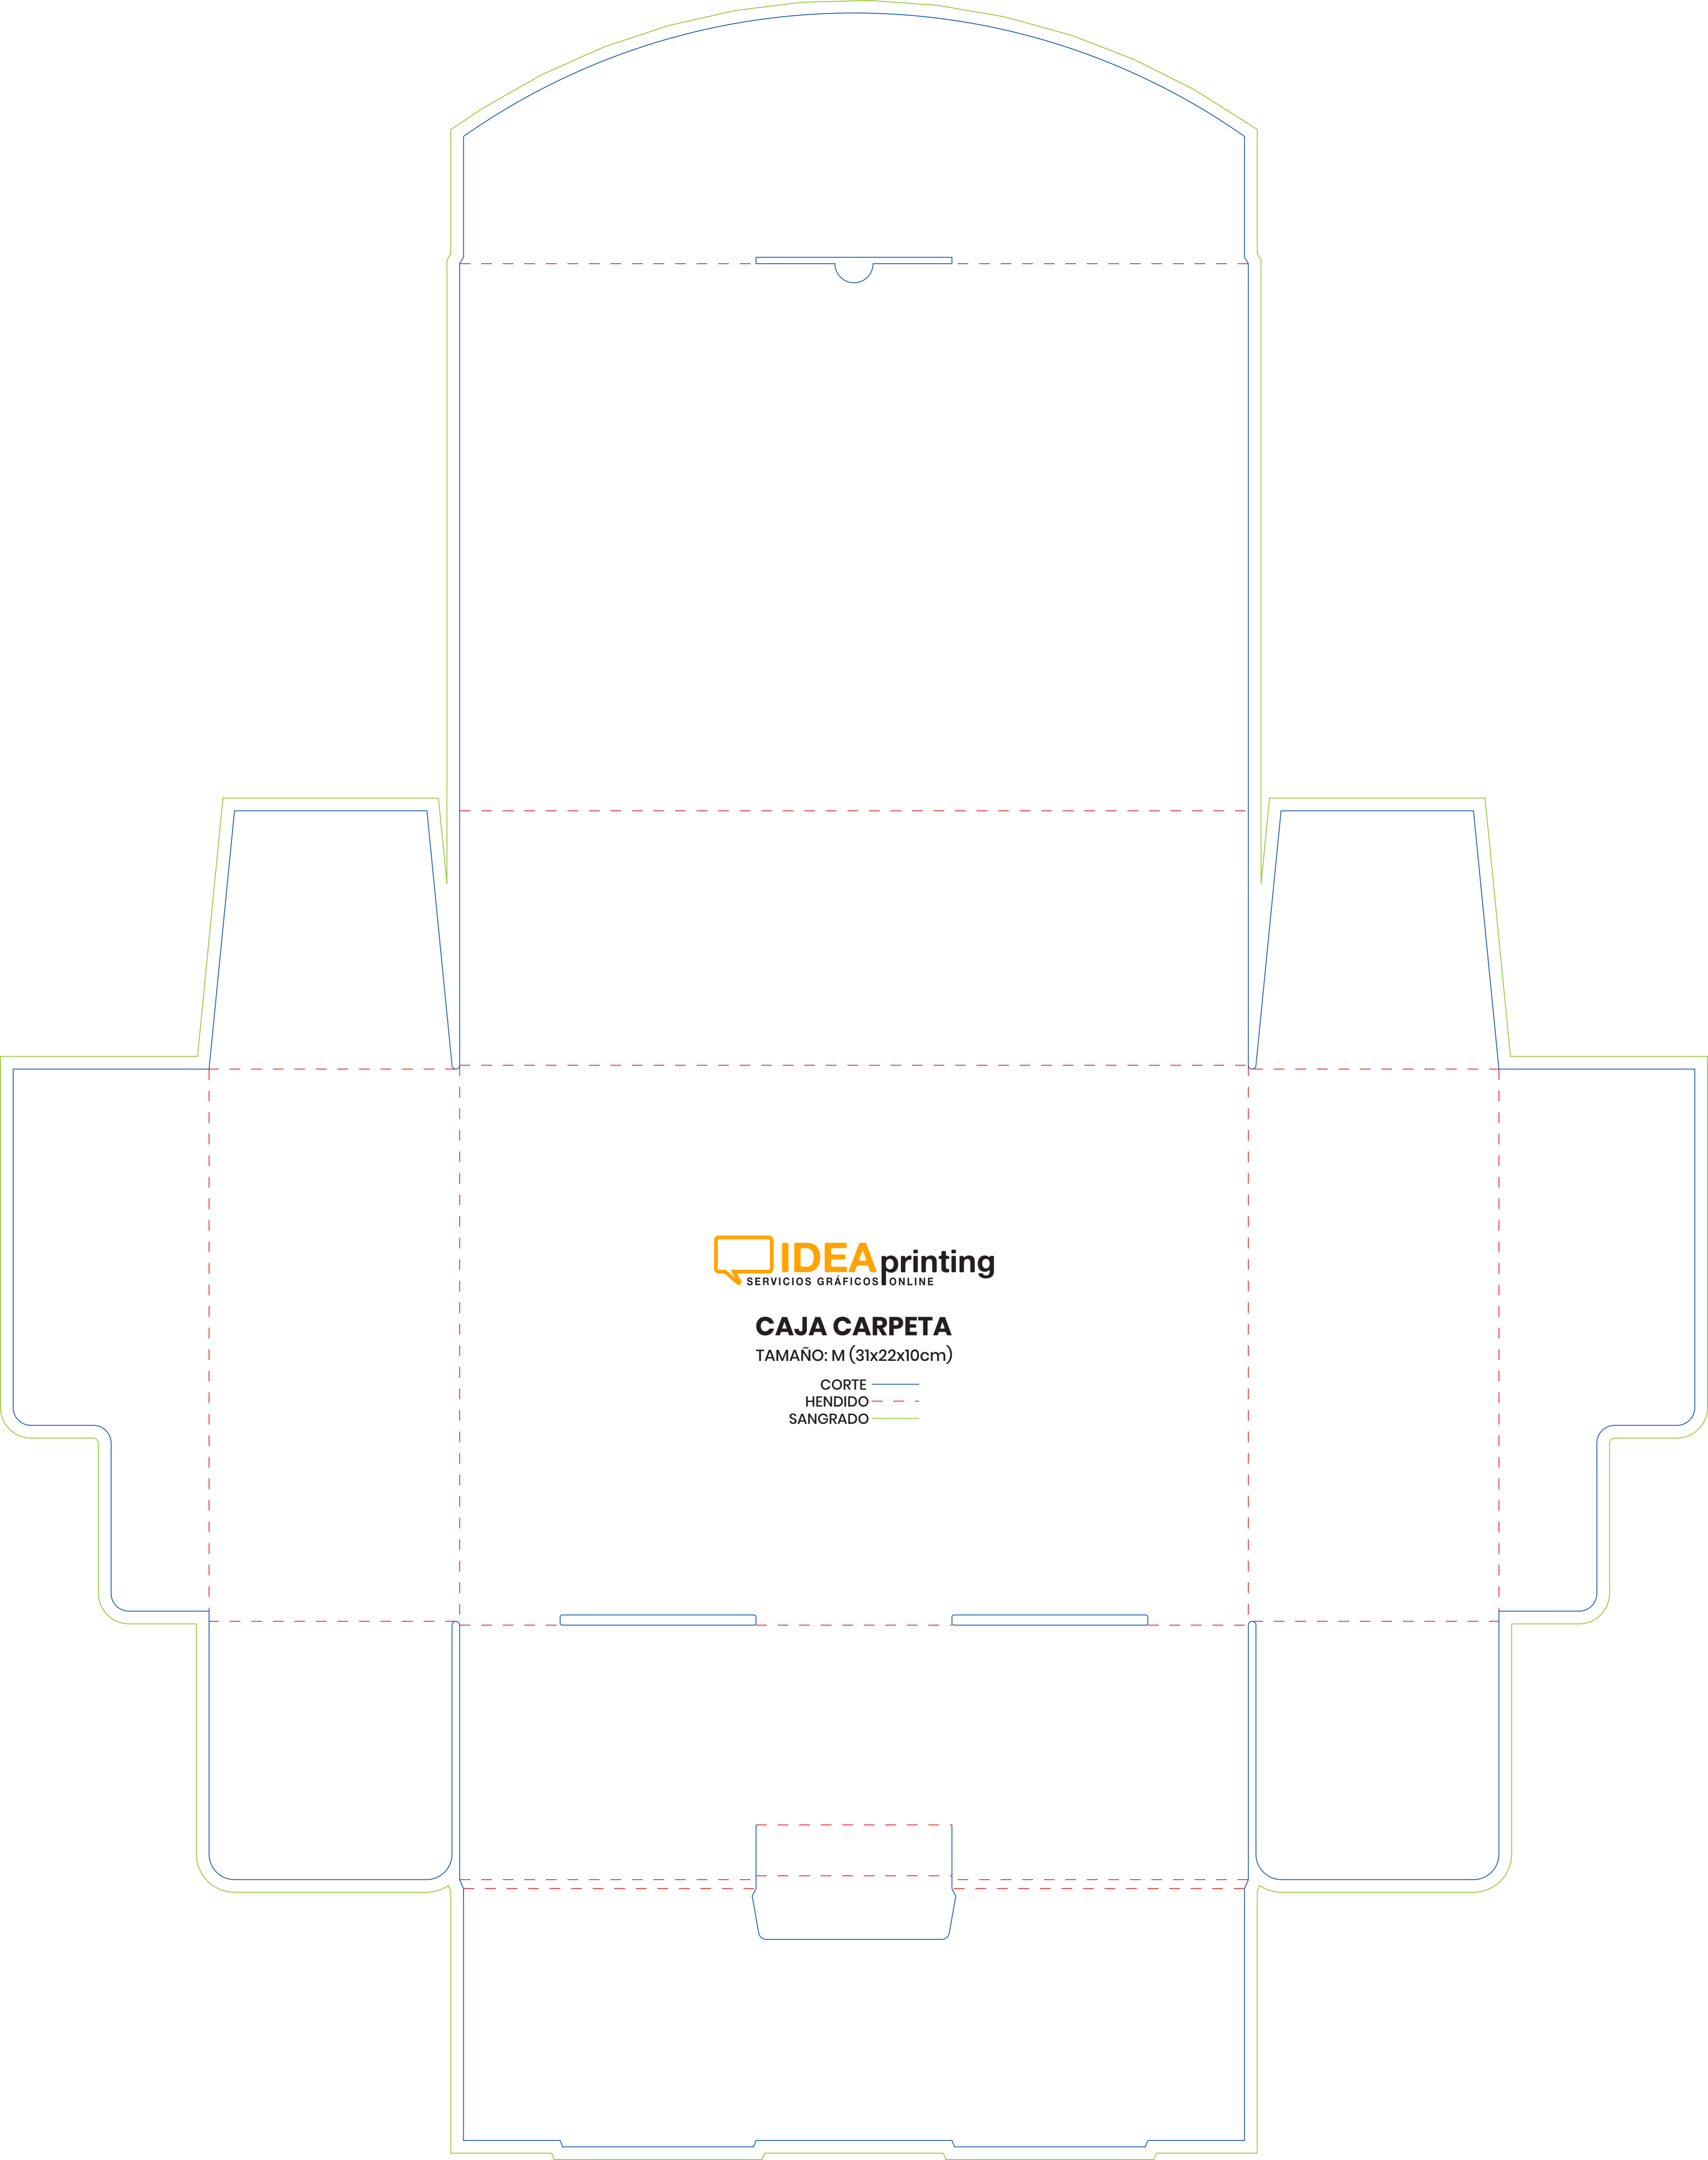 IDEAprinting
SERVICIOS GRÁFICOS ONLINE
CAJA CARPETA
TAMAÑO: M (31x22x10cm)
CORTE
HENDIDO
SANGRADO